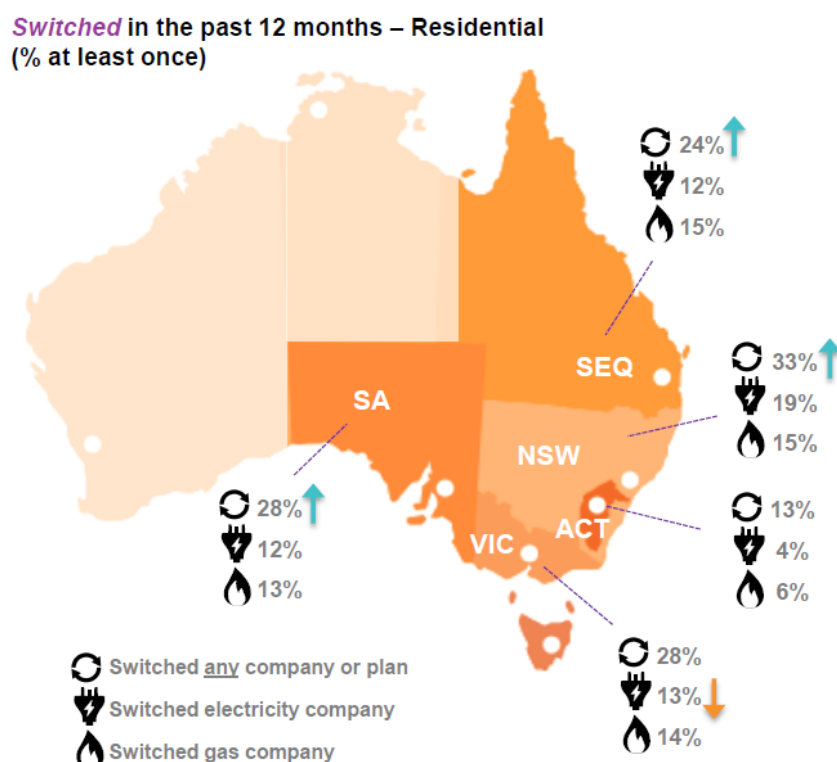 Switched in the past 12 months – Residential
(% at least once)
24%
12%
15%
SEQ
33%
19%
15%
SA
NSW
28%
12%
13%
13%
4%
6%
VIC
ACT
28%
13%
14%
Switched any company or plan
Switched electricity company
Switched gas company